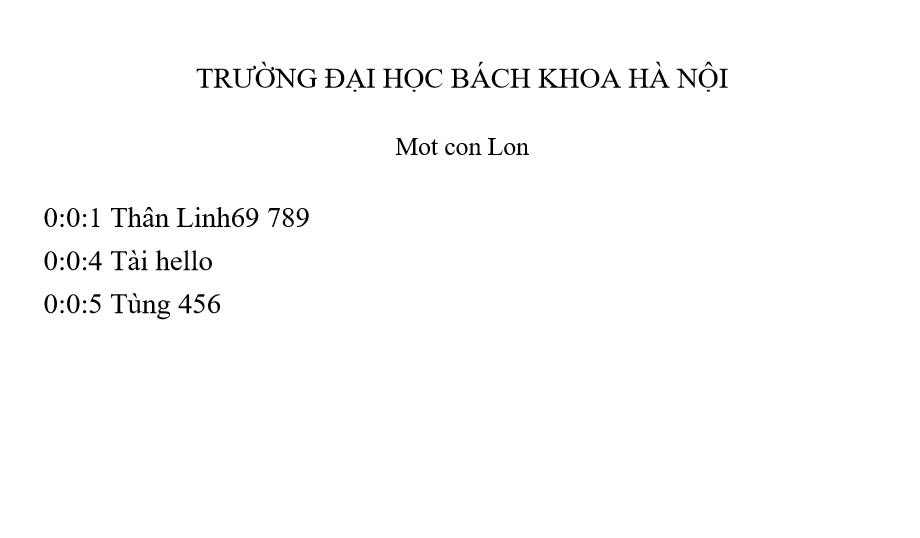 TRƯỜNG ĐẠI HỌC BÁCH KHOA HÀ NỘI
Mot con Lon
0:0:1 Thân Linh69 789
0:0:4 Tài hello
0:0:5 Tùng 456